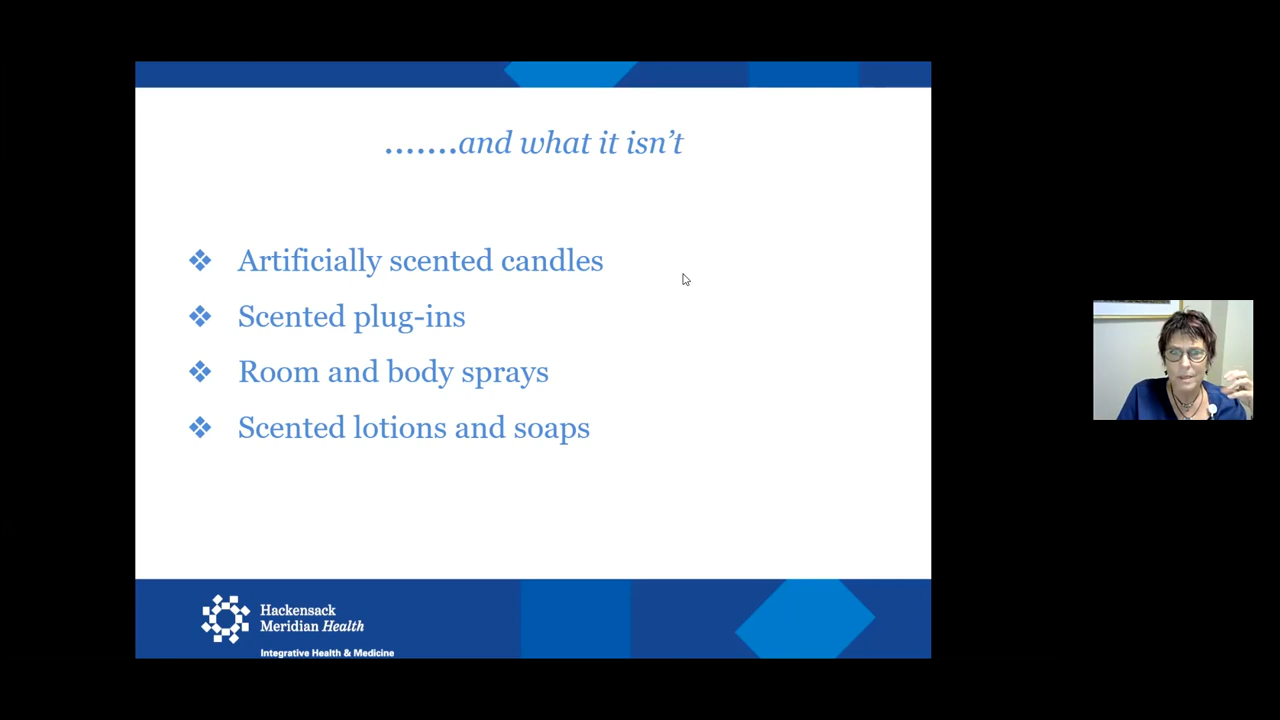 .......and what it isn’t
❖ Artificially scented candles
❖ Scented plug-ins
❖ Room and body sprays
❖ Scented lotions and soaps
Hackensack
Meridian Health
Integrative Health & Medicine